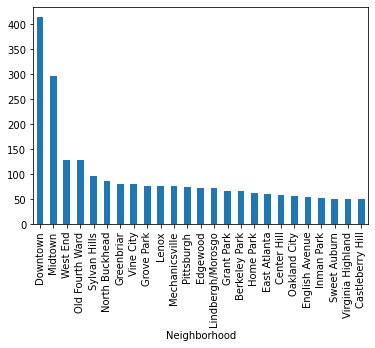 400
350
300
250
200
150
100
50
0
Downtown
Midtown
West End
Old Fourth Ward
Sylvan Hills
North Buckhead
Greenbriar
Vine City
Grove Park
Lenox
Mechanicsville
Pittsburgh
Edgewood
Lindbergh/Morosgo
Grant Park
Berkeley Park
Home Park
East Atlanta
Center Hill
Oakland City
English Avenue
Inman Park
Sweet Auburn
Virginia Highland
Castleberry Hill
Neighborhood